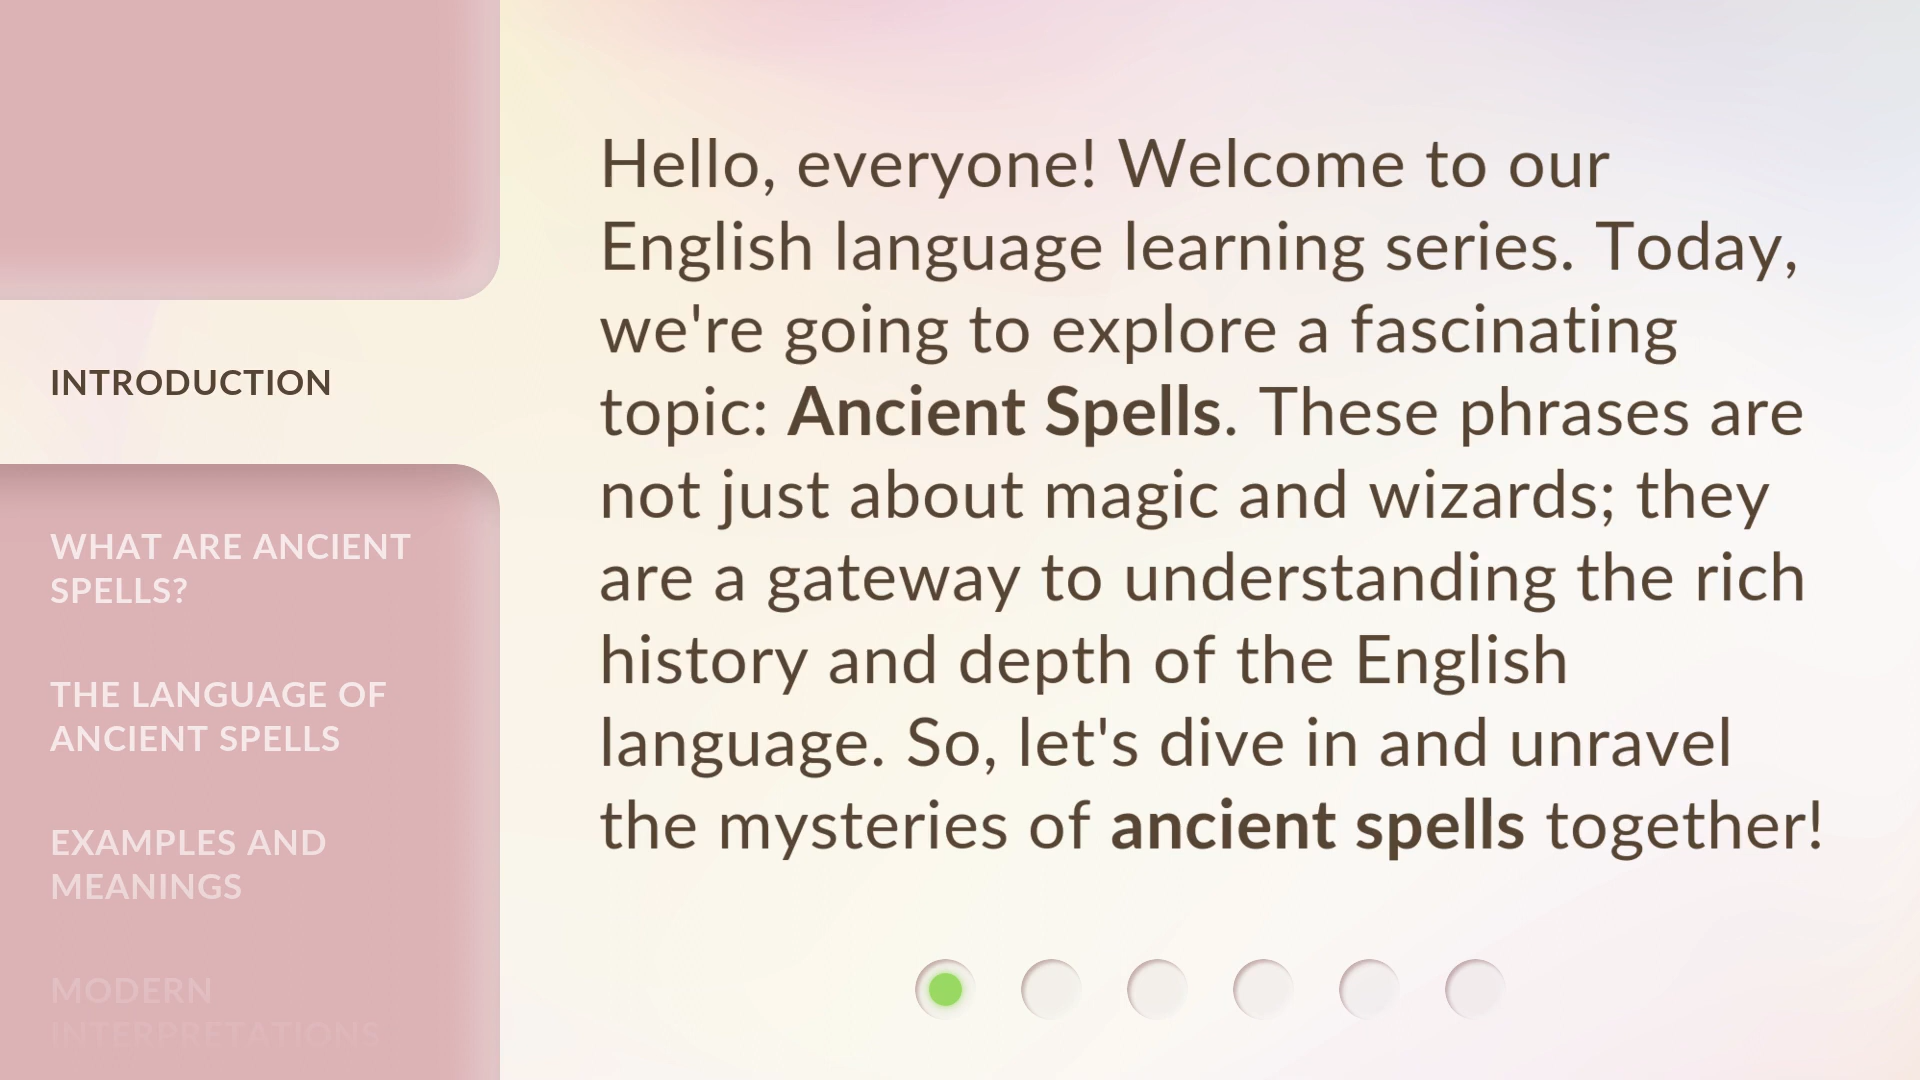 INTRODUCTION
WHAT ARE ANCIENT
SPELLS?
THE LANGUAGE OF
ANCIENT SPELLS
EXAMPLES AND
MEANINGS
MODERN
INTERPRETATIONS
Hello, everyone! Welcome to our
English language learning series. Today,
we're going to explore a fascinating
topic: Ancient Spells. These phrases are
not just about magic and wizards; they
are a gateway to understanding the rich
history and depth of the English
language. So, let's dive in and unravel
the mysteries of ancient spells together!